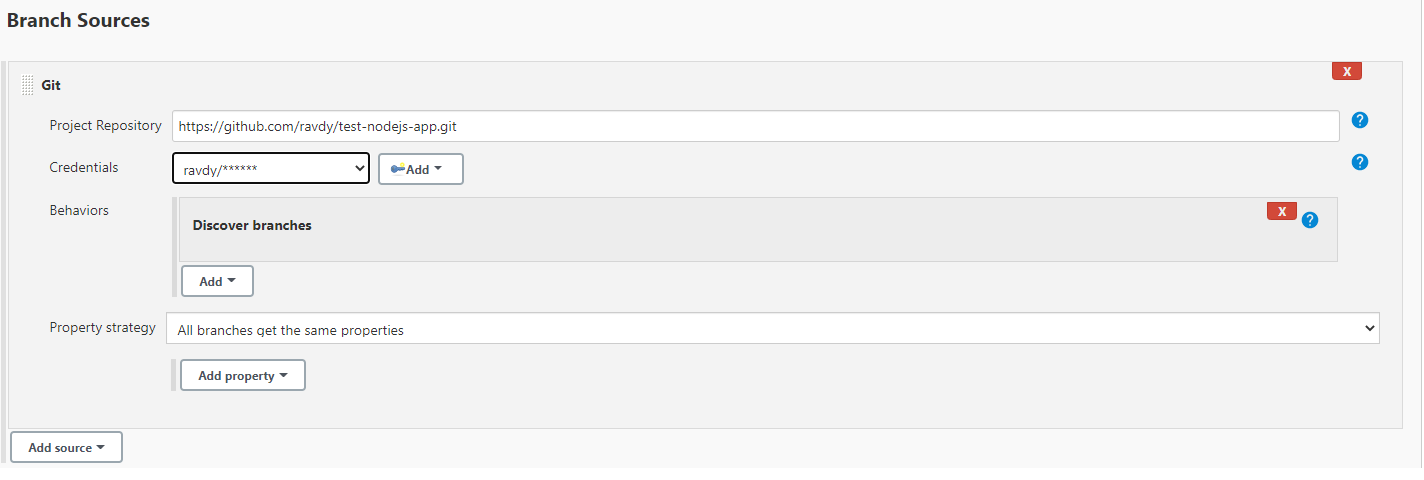 Branch Sources
X
Git
Project Repository https://github.com/ravdy/test-nodejs-app.git ?
Credentials ravdy/****** Add ?
Behaviors
X
Discover branches ?
Add
Property strategy All branches get the same properties
Add property
Add source